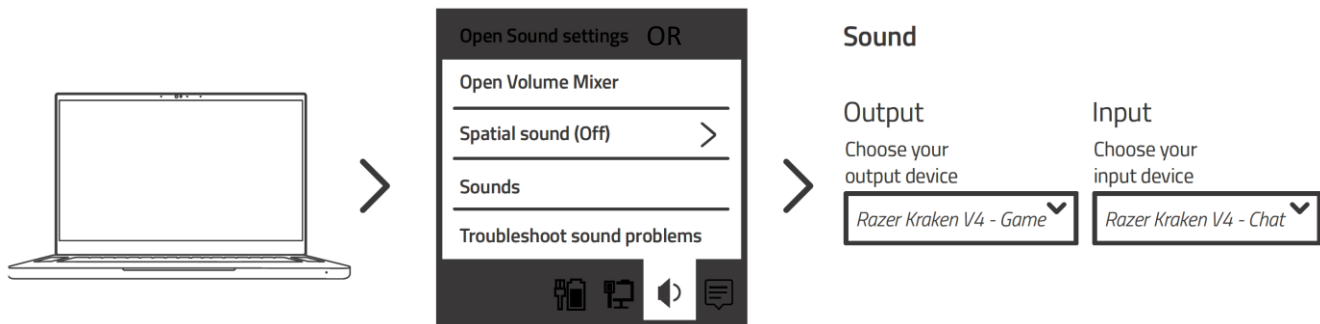 Open Sound settings OR
Open Volume Mixer
Spatial sound (Off)
Sounds
Troubleshoot sound problems
Sound
Output
Choose your
output device
Razer Kraken V4 - Game
Input
Choose your
input device
Razer Kraken V4 - Chat